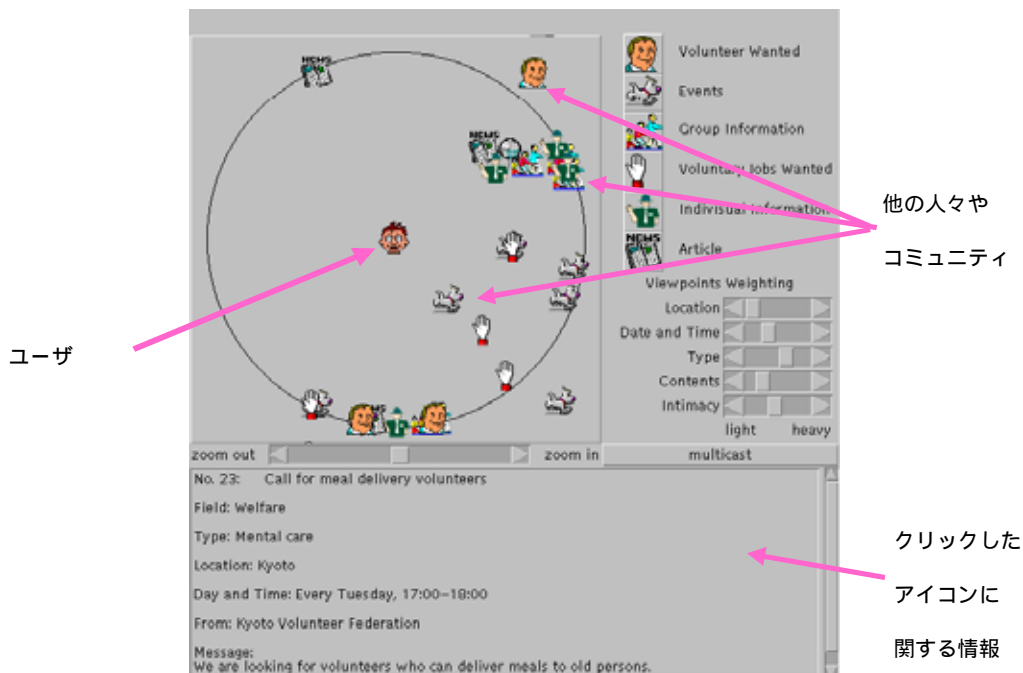 Volunteer Wanted
Events
Group Information
Voluntary Jobs Wanted
Indivisual Information
NEWS
Article
NEWS
NEWS
Viewpoints Weighting
Location
Date and Time
Type
Contents
Intimacy
light heavy
zoom out zoom in multicast
No. 23: Call for meal delivery volunteers
Field: Welfare
Type: Mental care
Location: Kyoto
Day and Time: Every Tuesday, 17:00-18:00
From: Kyoto Volunteer Federation
Message:
We are looking for volunteers who can deliver meals to old persons.
ユーザ
他の人々や
コミュニティ
クリックした
アイコンに
関する情報